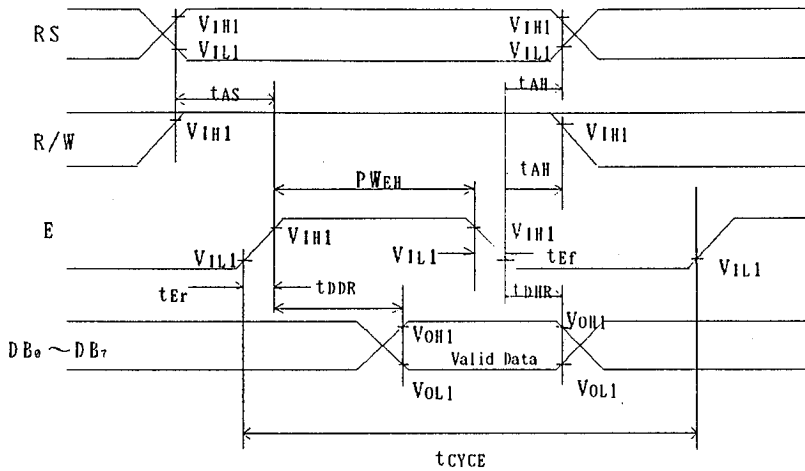 RS
VIH1
VIL1
VIH1
VIL1
tAS
tAH
R/W
VIH1
VIH1
tAH
PWEH
E
VIL1
VIH1
VIL1
VIH1
tEf
VIL1
tEr
tDDR
tDHR
DB₀～DB₇
VOH1
Valid Data
VOL1
VOH1
VOL1
tCYCE